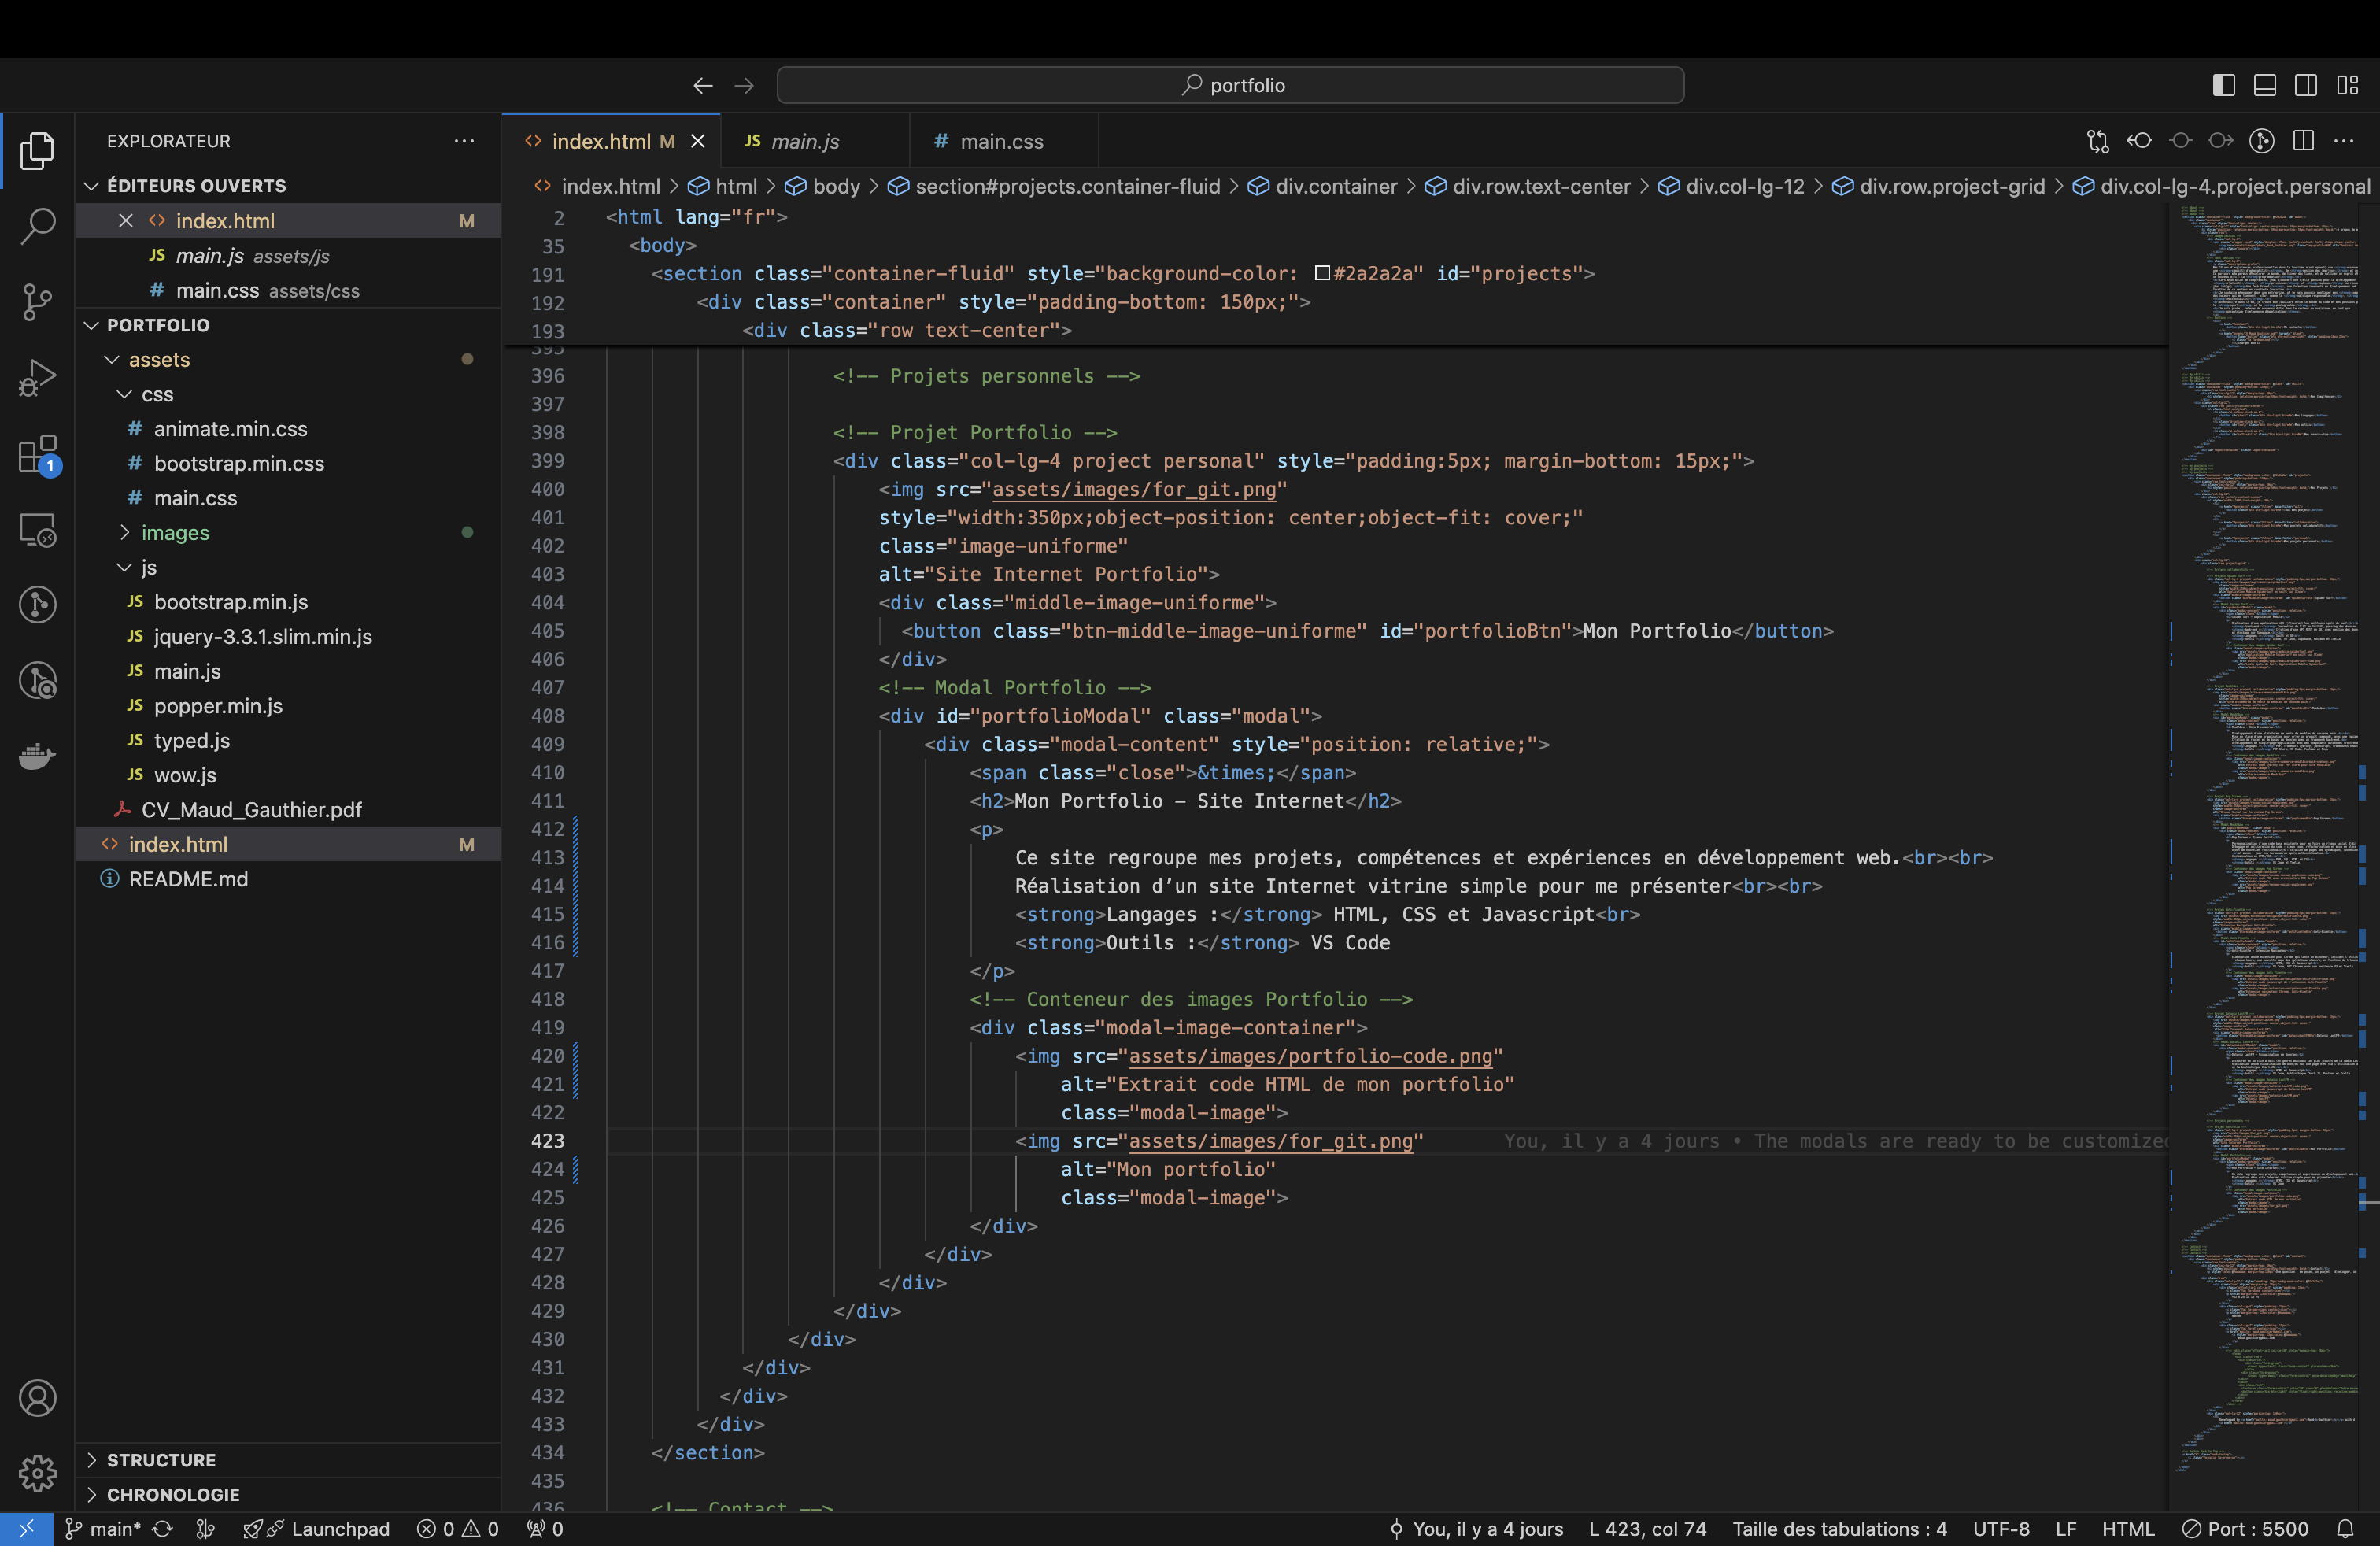 portfolio
EXPLORATEUR
ÉDITEURS OUVERTS
index.html M
main.js assets/js
main.css assets/css
PORTFOLIO
assets
css
animate.min.css
bootstrap.min.css
main.css
images
js
bootstrap.min.js
jquery-3.3.1.slim.min.js
main.js
popper.min.js
typed.js
wow.js
CV_Maud_Gauthier.pdf
index.html M
README.md
STRUCTURE
CHRONOLOGIE
1
index.html M
JS main.js
# main.css
index.html > html > body > section#projects.container-fluid > div.container > div.row.text-center > div.col-lg-12 > div.row.project-grid > div.col-lg-4.project.personal
2 <html lang="fr">
35 <body>
191 <section class="container-fluid" style="background-color: #2a2a2a" id="projects">
192 <div class="container" style="padding-bottom: 150px;">
193 <div class="row text-center">
395
396 <!-- Projets personnels -->
397
398 <!-- Projet Portfolio -->
399 <div class="col-lg-4 project personal" style="padding:5px; margin-bottom: 15px;">
400 <img src="assets/images/for_git.png"
401 style="width:350px;object-position: center;object-fit: cover;"
402 class="image-uniforme"
403 alt="Site Internet Portfolio">
404 <div class="middle-image-uniforme">
405 <button class="btn-middle-image-uniforme" id="portfolioBtn">Mon Portfolio</button>
406 </div>
407 <!-- Modal Portfolio -->
408 <div id="portfolioModal" class="modal">
409 <div class="modal-content" style="position: relative;">
410 <span class="close">&times;</span>
411 <h2>Mon Portfolio – Site Internet</h2>
412 <p>
413 Ce site regroupe mes projets, compétences et expériences en développement web.<br><br>
414 Réalisation d’un site Internet vitrine simple pour me présenter<br><br>
415 <strong>Langages :</strong> HTML, CSS et Javascript<br>
416 <strong>Outils :</strong> VS Code
417 </p>
418 <!-- Conteneur des images Portfolio -->
419 <div class="modal-image-container">
420 <img src="assets/images/portfolio-code.png"
421 alt="Extrait code HTML de mon portfolio"
422 class="modal-image">
423 <img src="assets/images/for_git.png" You, il y a 4 jours • The modals are ready to be customized
424 alt="Mon portfolio"
425 class="modal-image">
426 </div>
427 </div>
428 </div>
429 </div>
430 </div>
431 </div>
432 </div>
433 </div>
434 </section>
435
436 <!-- Contact -->
main* Launchpad 0 0 0 You, il y a 4 jours L 423, col 74 Taille des tabulations : 4 UTF-8 LF HTML Port : 5500